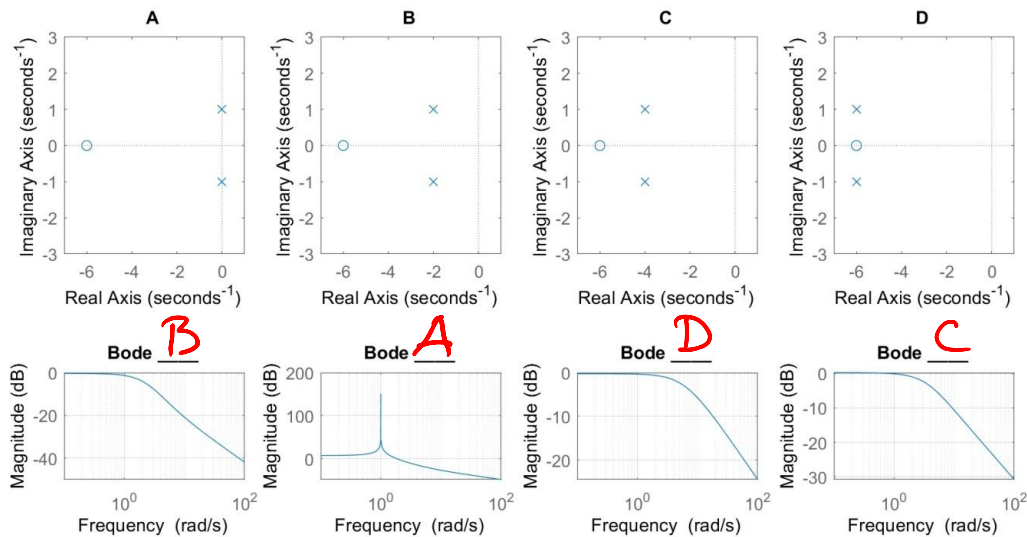 A B C D
Imaginary Axis (seconds⁻¹) Imaginary Axis (seconds⁻¹) Imaginary Axis (seconds⁻¹) Imaginary Axis (seconds⁻¹)
3 3 3 3
2 2 2 2
1 1 1 1
0 0 0 0
-1 -1 -1 -1
-2 -2 -2 -2
-3 -3 -3 -3
-6 -4 -2 0 -6 -4 -2 0 -6 -4 -2 0 -6 -4 -2 0
Real Axis (seconds⁻¹) Real Axis (seconds⁻¹) Real Axis (seconds⁻¹) Real Axis (seconds⁻¹)
Bode B Bode A Bode D Bode C
Magnitude (dB) Magnitude (dB) Magnitude (dB) Magnitude (dB)
0 200 0 0
-20 150 -10 -10
-40 0 -20 -20
-30
10⁰ 10² 10⁰ 10² 10⁰ 10² 10⁰ 10²
Frequency (rad/s) Frequency (rad/s) Frequency (rad/s) Frequency (rad/s)